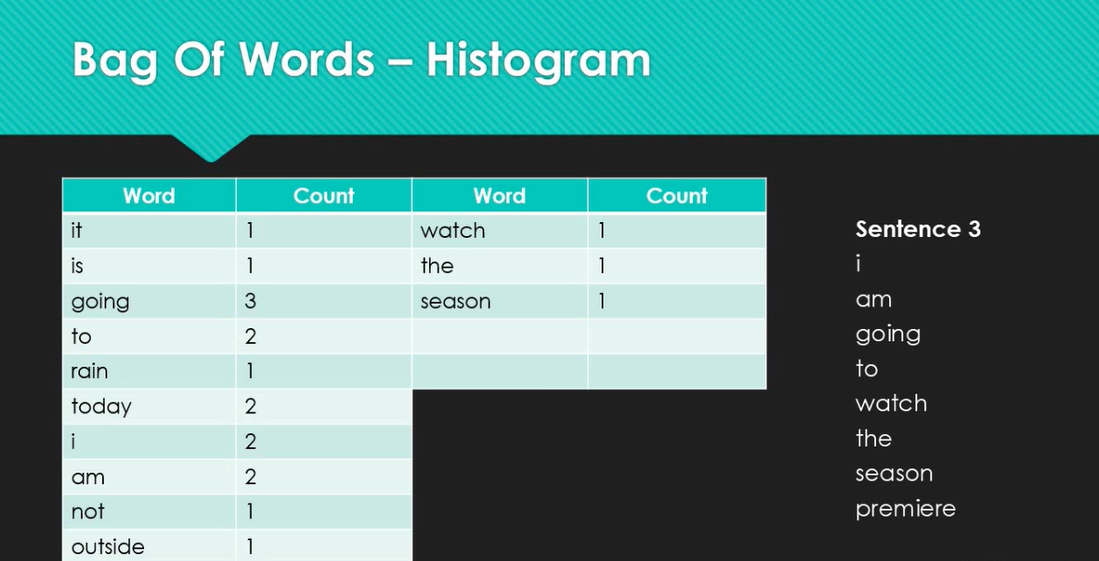 Bag Of Words – Histogram
Word Count Word Count
it 1 watch 1
is 1 the 1
going 3 season 1
to 2
rain 1
today 2
i 2
am 2
not 1
outside 1
Sentence 3
i
am
going
to
watch
the
season
premiere